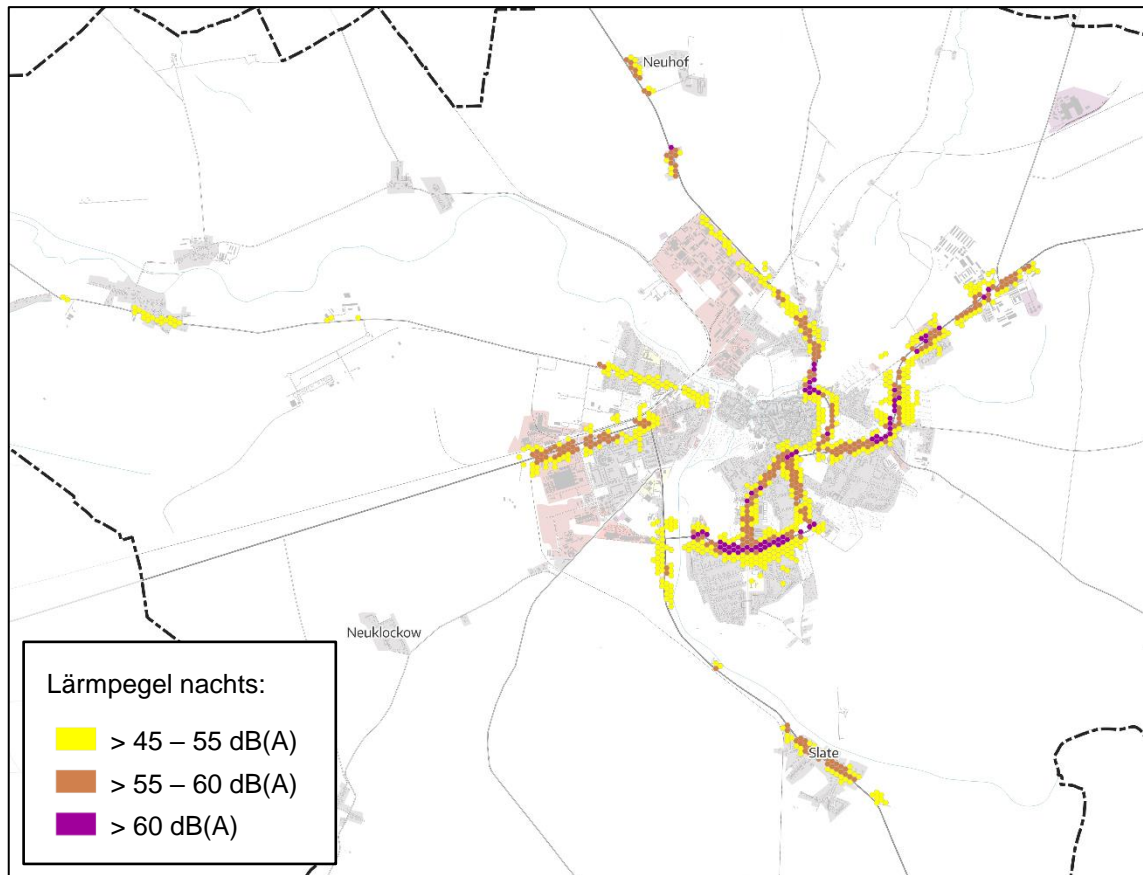 Neuhof
Neuklockow
Slate
Lärmpegel nachts:
> 45 – 55 dB(A)
> 55 – 60 dB(A)
> 60 dB(A)